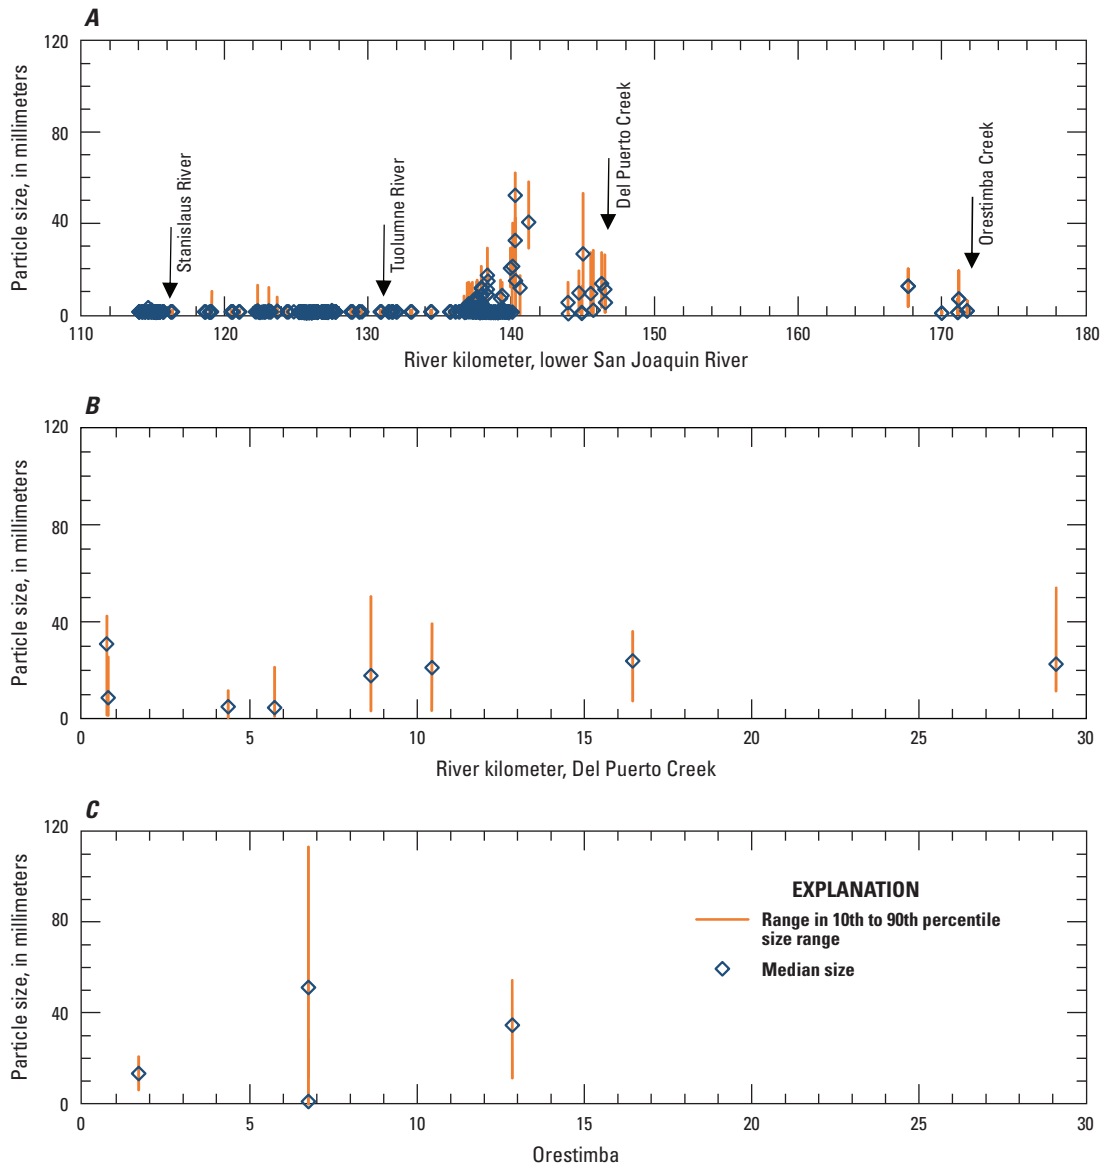 A
Particle size, in millimeters
120
80
40
0
Stanislaus River
Tuolumne River
Del Puerto Creek
Orestimba Creek
110 120 130 140 150 160 170 180
River kilometer, lower San Joaquin River
B
Particle size, in millimeters
120
80
40
0
0 5 10 15 20 25 30
River kilometer, Del Puerto Creek
C
Particle size, in millimeters
120
80
40
0
EXPLANATION
Range in 10th to 90th percentile
size range
Median size
0 5 10 15 20 25 30
Orestimba